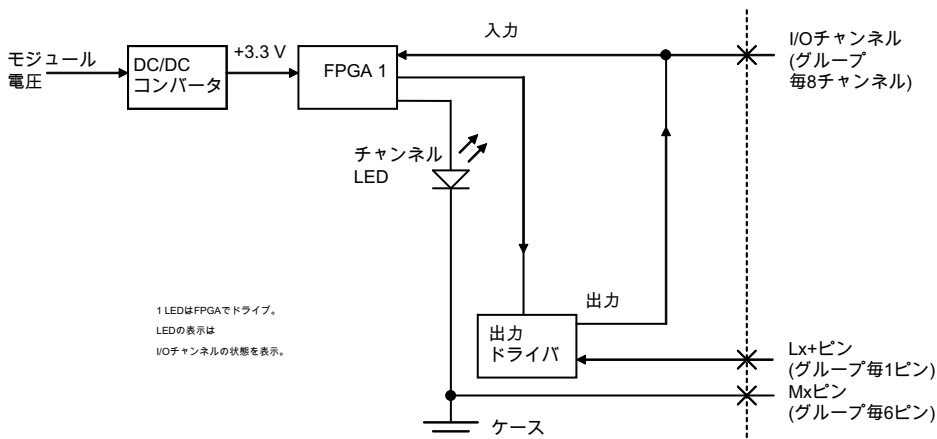 モジュール
電圧
DC/DC
コンバータ
+3.3 V
FPGA 1
入力
I/Oチャンネル
(グループ
毎8チャンネル)
チャンネル
LED
1 LEDはFPGAでドライブ。
LEDの表示は
I/Oチャンネルの状態を表示。
出力
出力
ドライバ
Lx+ピン
(グループ毎1ピン)
Mxピン
(グループ毎6ピン)
ケース